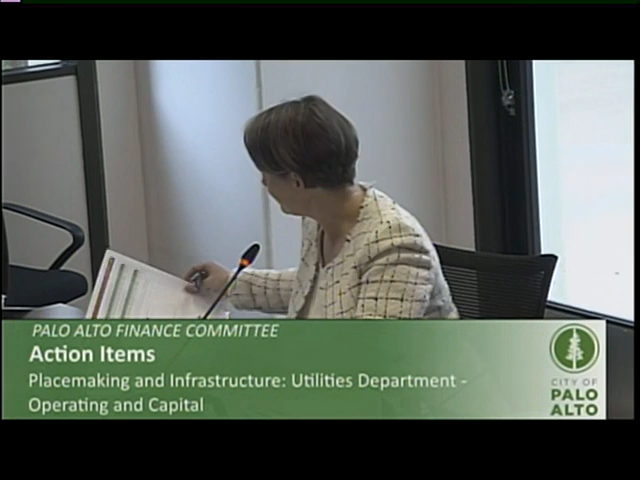 PALO ALTO FINANCE COMMITTEE
Action Items
Placemaking and Infrastructure: Utilities Department -
Operating and Capital
CITY OF
PALO
ALTO